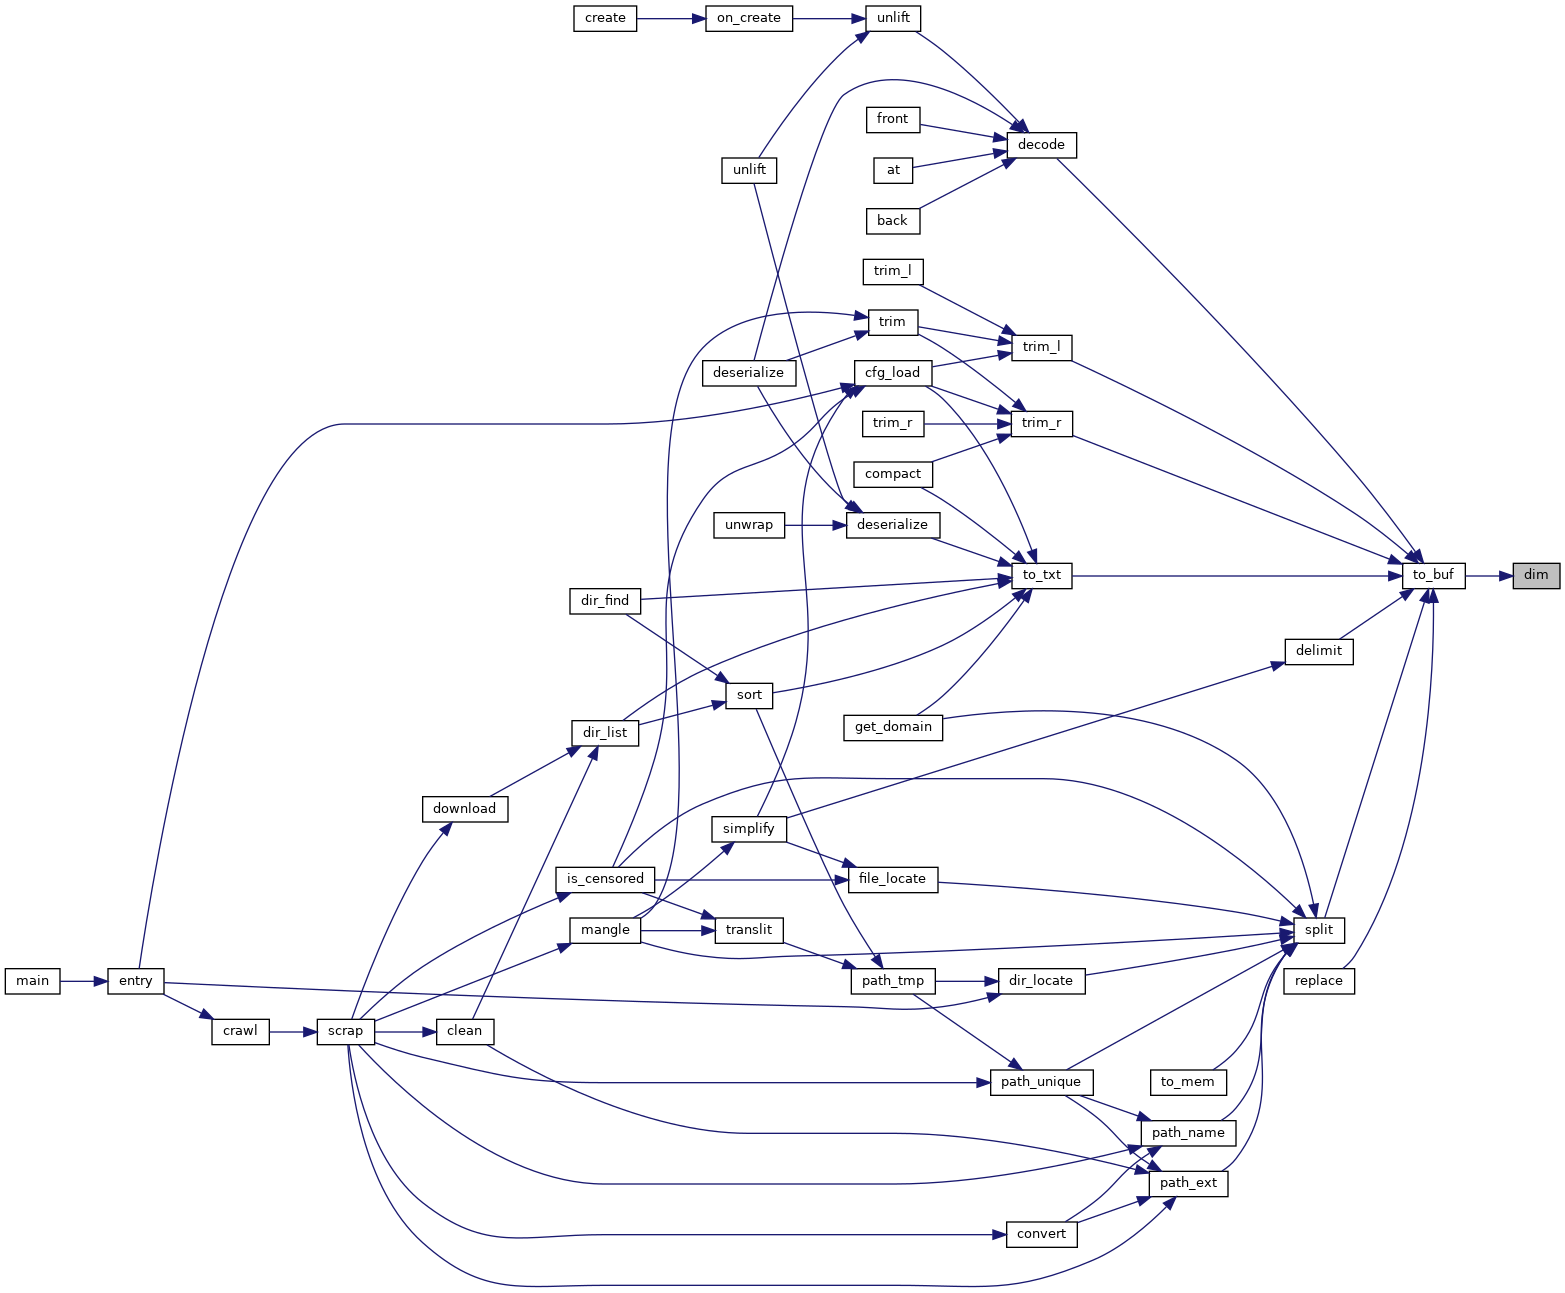 create
on_create
unlift
front
decode
unlift
at
back
trim_l
trim
trim_l
deserialize
cfg_load
trim_r
trim_r
compact
unwrap
deserialize
to_txt
to_buf
dim
dir_find
delimit
sort
dir_list
get_domain
download
simplify
is_censored
file_locate
mangle
translit
split
main
entry
path_tmp
dir_locate
replace
crawl
scrap
clean
path_unique
to_mem
path_name
path_ext
convert